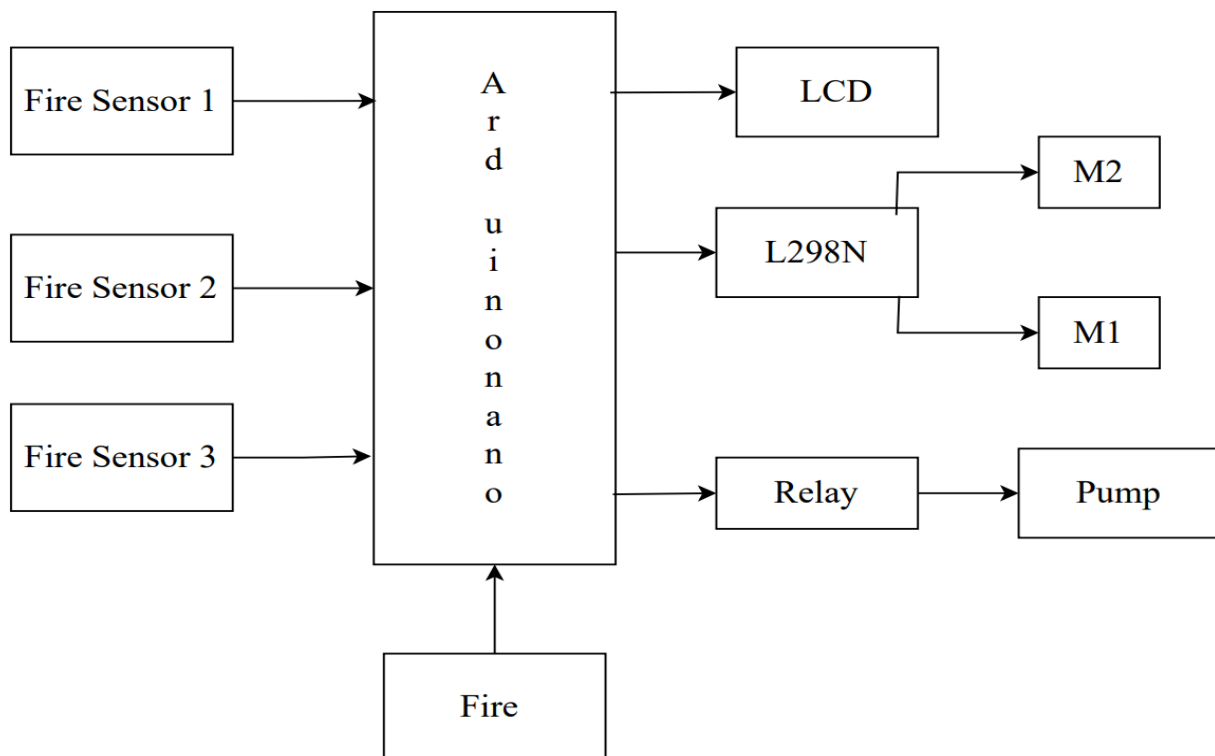 Fire Sensor 1
Fire Sensor 2
Fire Sensor 3
A
r
d
u
i
n
o
n
a
n
o
LCD
M2
L298N
M1
Relay
Pump
Fire